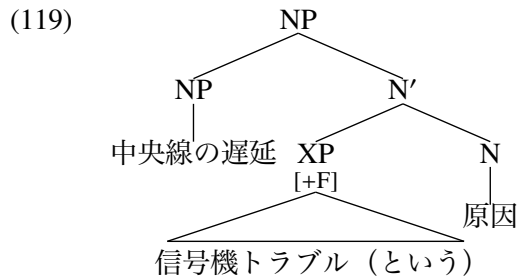 (119) NP
NP N′
中央線の遅延 XP N
[+F]
原因
信号機トラブル（という）